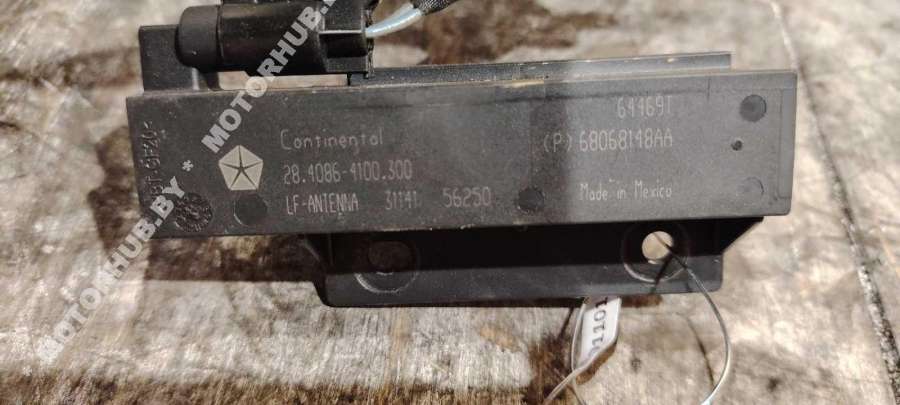 644691
Continental
(P) 68068148AA
28.4086-4100.300
LF-ANTENNA 31141 56250
Made in Mexico
MOTORHUB.BY * MOTORHUB.BY